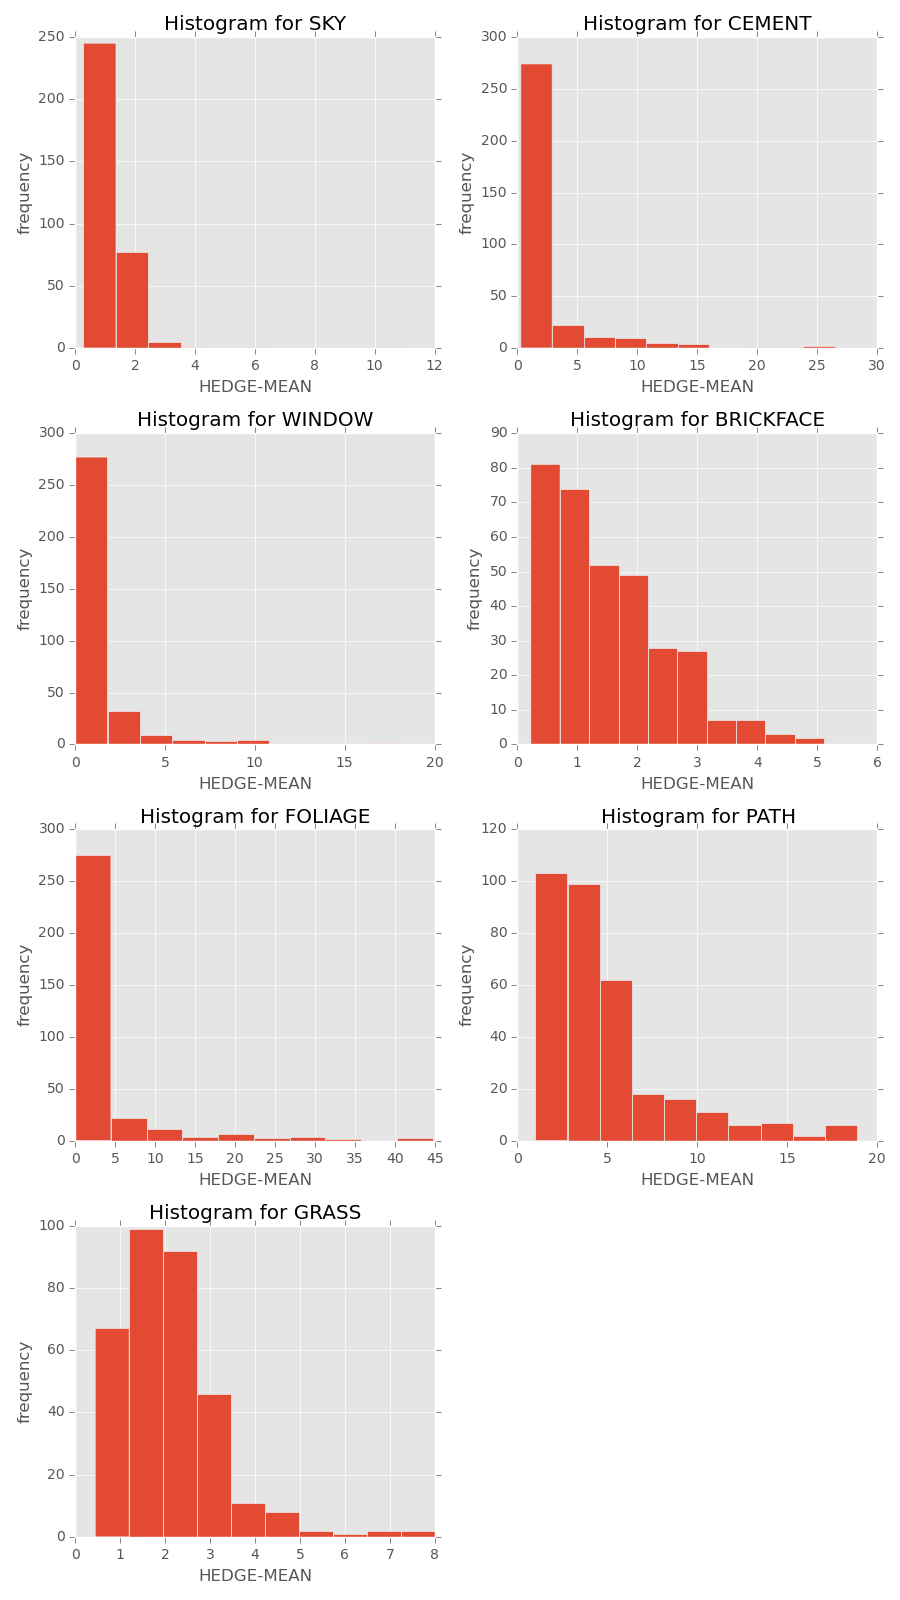 Histogram for SKY
250
200
150
100
50
0
frequency
0 2 4 6 8 10 12
HEDGE-MEAN
Histogram for CEMENT
300
250
200
150
100
50
0
frequency
0 5 10 15 20 25 30
HEDGE-MEAN
Histogram for WINDOW
300
250
200
150
100
50
0
frequency
0 5 10 15 20
HEDGE-MEAN
Histogram for BRICKFACE
90
80
70
60
50
40
30
20
10
0
frequency
0 1 2 3 4 5 6
HEDGE-MEAN
Histogram for FOLIAGE
300
250
200
150
100
50
0
frequency
0 5 10 15 20 25 30 35 40 45
HEDGE-MEAN
Histogram for PATH
120
100
80
60
40
20
0
frequency
0 5 10 15 20
HEDGE-MEAN
Histogram for GRASS
100
80
60
40
20
0
frequency
0 1 2 3 4 5 6 7 8
HEDGE-MEAN